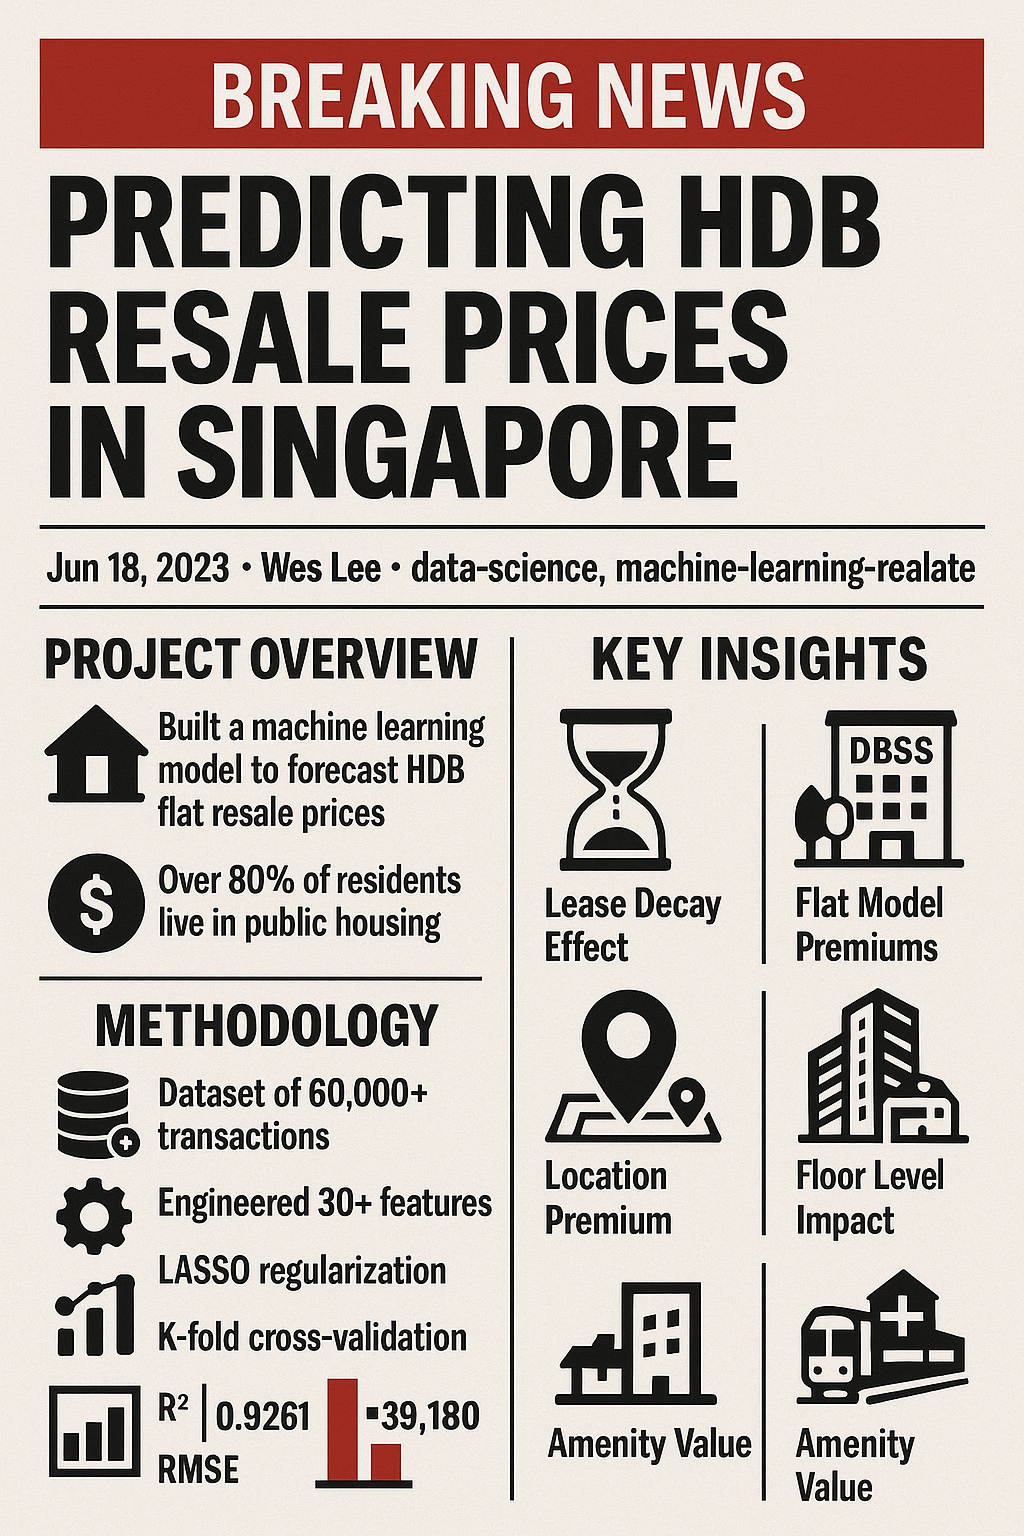 BREAKING NEWS
PREDICTING HDB
RESALE PRICES
IN SINGAPORE
Jun 18, 2023 • Wes Lee • data-science, machine-learning-realate
PROJECT OVERVIEW
Built a machine learning
model to forecast HDB
flat resale prices
$
Over 80% of residents
live in public housing
METHODOLOGY
Dataset of 60,000+
transactions
Engineered 30+ features
LASSO regularization
K-fold cross-validation
R² | 0.9261 ▪39,180
RMSE
KEY INSIGHTS
DBSS
Lease Decay
Effect
Flat Model
Premiums
Location
Premium
Floor Level
Impact
Amenity Value
Amenity
Value